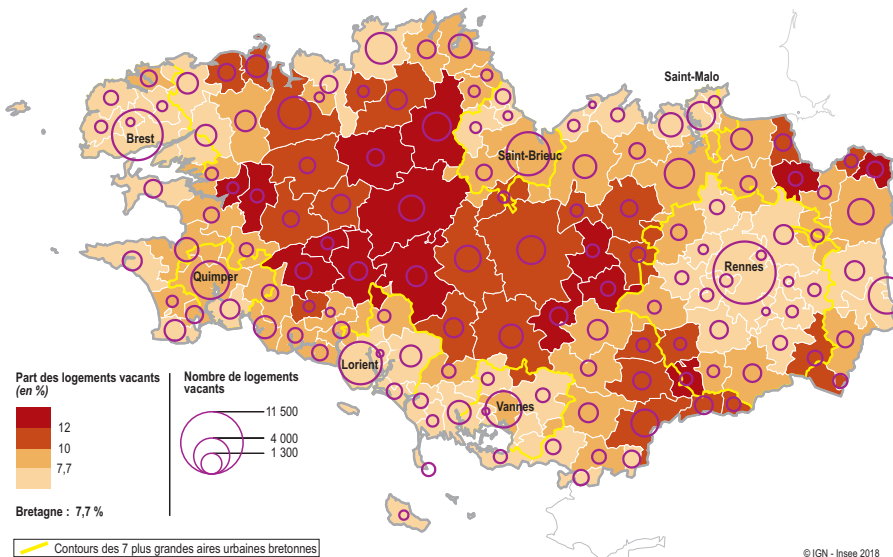 Saint-Malo
Brest
Saint-Brieuc
Rennes
Quimper
Lorient
Vannes
Part des logements vacants
(en %)
12
10
7,7
Bretagne : 7,7 %
Nombre de logements
vacants
11 500
4 000
1 300
Contours des 7 plus grandes aires urbaines bretonnes
© IGN - Insee 2018